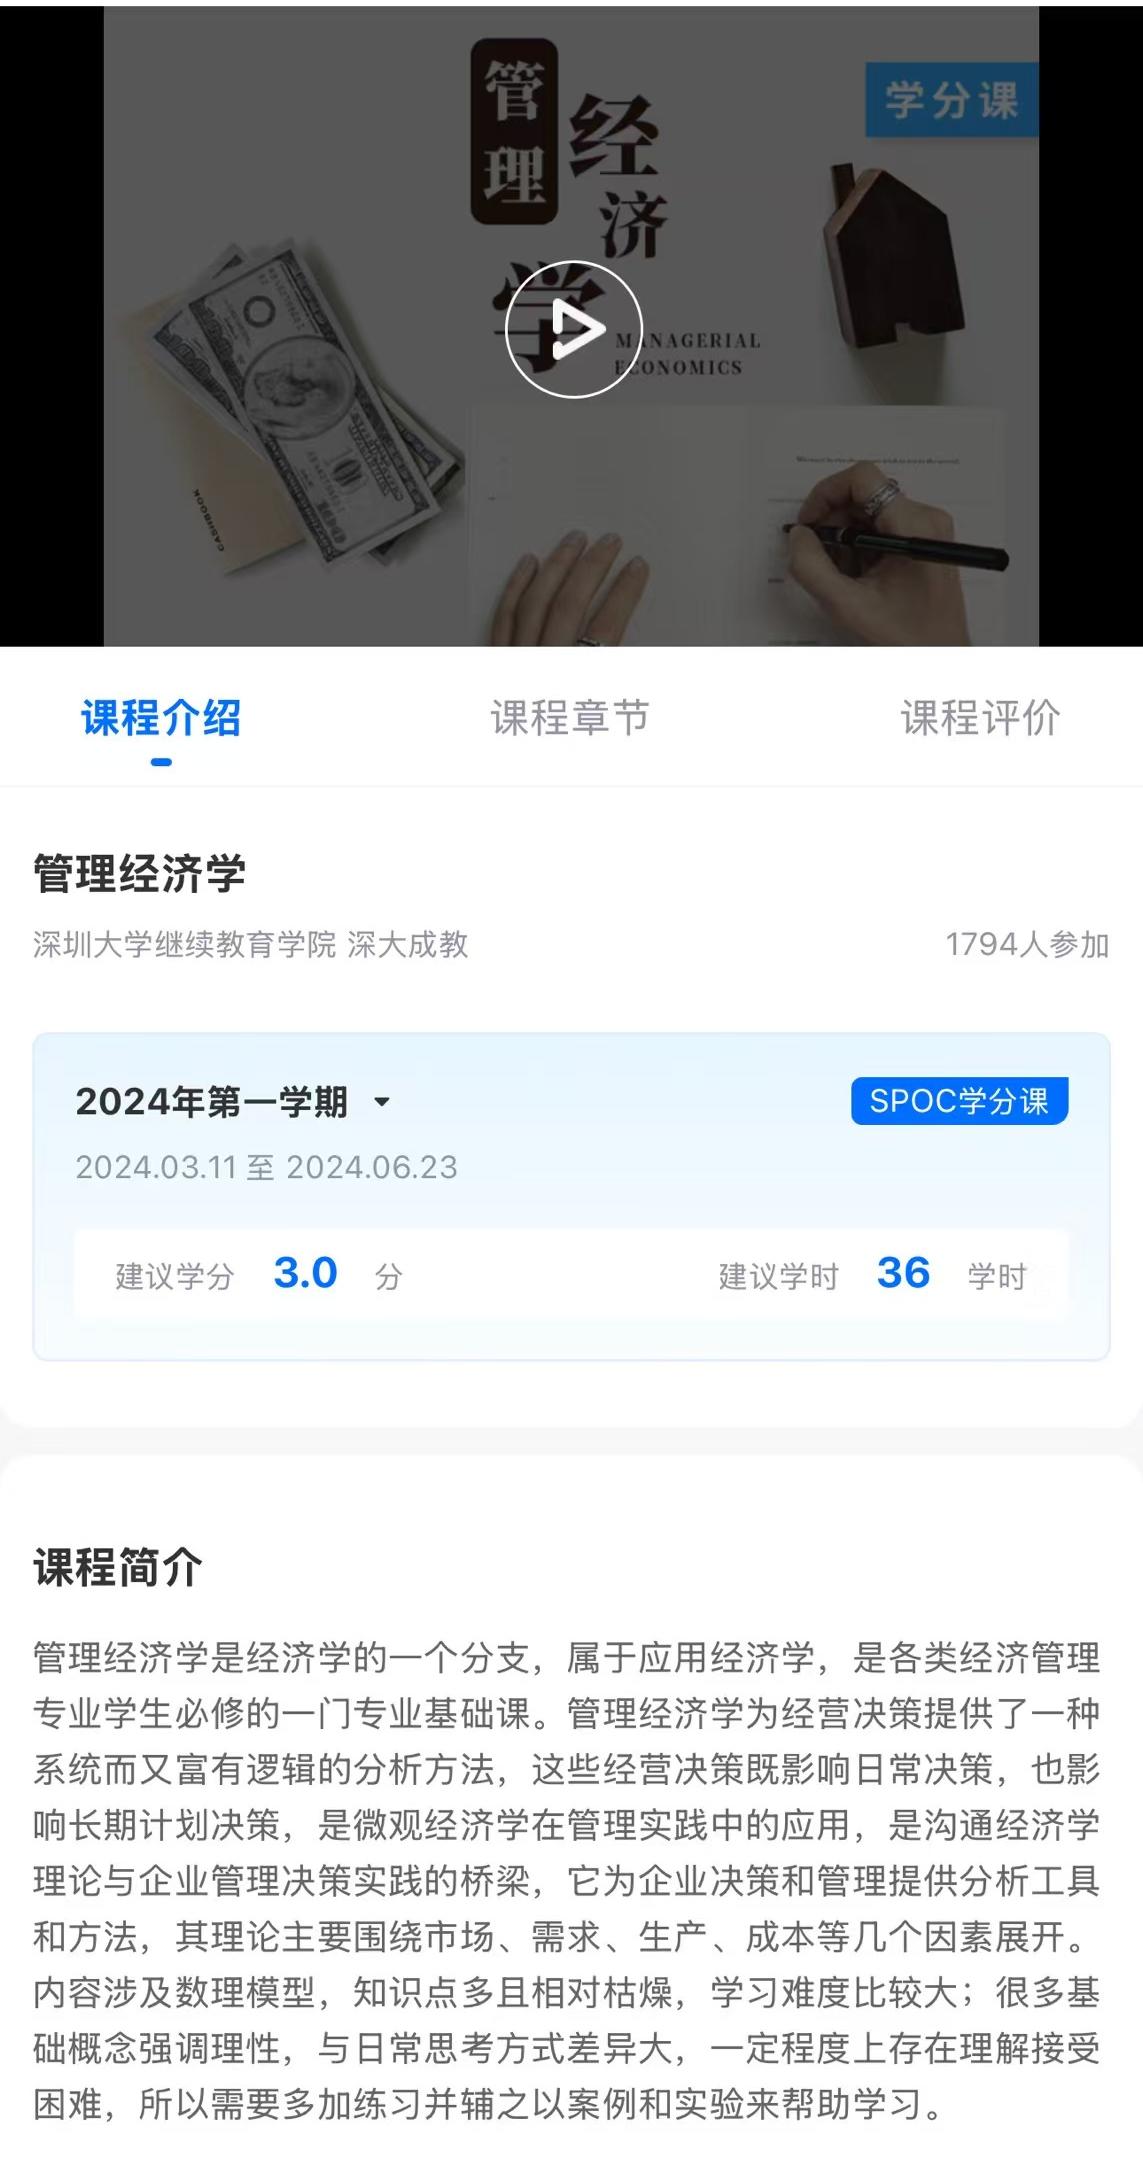 管理
经济
学
学分课
MANAGERIAL
ECONOMICS
CASHBOOK
课程介绍
课程章节
课程评价
管理经济学
深圳大学继续教育学院 深大成教
1794人参加
2024年第一学期
SPOC学分课
2024.03.11 至 2024.06.23
建议学分 3.0 分
建议学时 36 学时
课程简介
管理经济学是经济学的一个分支，属于应用经济学，是各类经济管理
专业学生必修的一门专业基础课。管理经济学为经营决策提供了一种
系统而又富有逻辑的分析方法，这些经营决策既影响日常决策，也影
响长期计划决策，是微观经济学在管理实践中的应用，是沟通经济学
理论与企业管理决策实践的桥梁，它为企业决策和管理提供分析工具
和方法，其理论主要围绕市场、需求、生产、成本等几个因素展开。
内容涉及数理模型，知识点多且相对枯燥，学习难度比较大；很多基
础概念强调理性，与日常思考方式差异大，一定程度上存在理解接受
困难，所以需要多加练习并辅之以案例和实验来帮助学习。